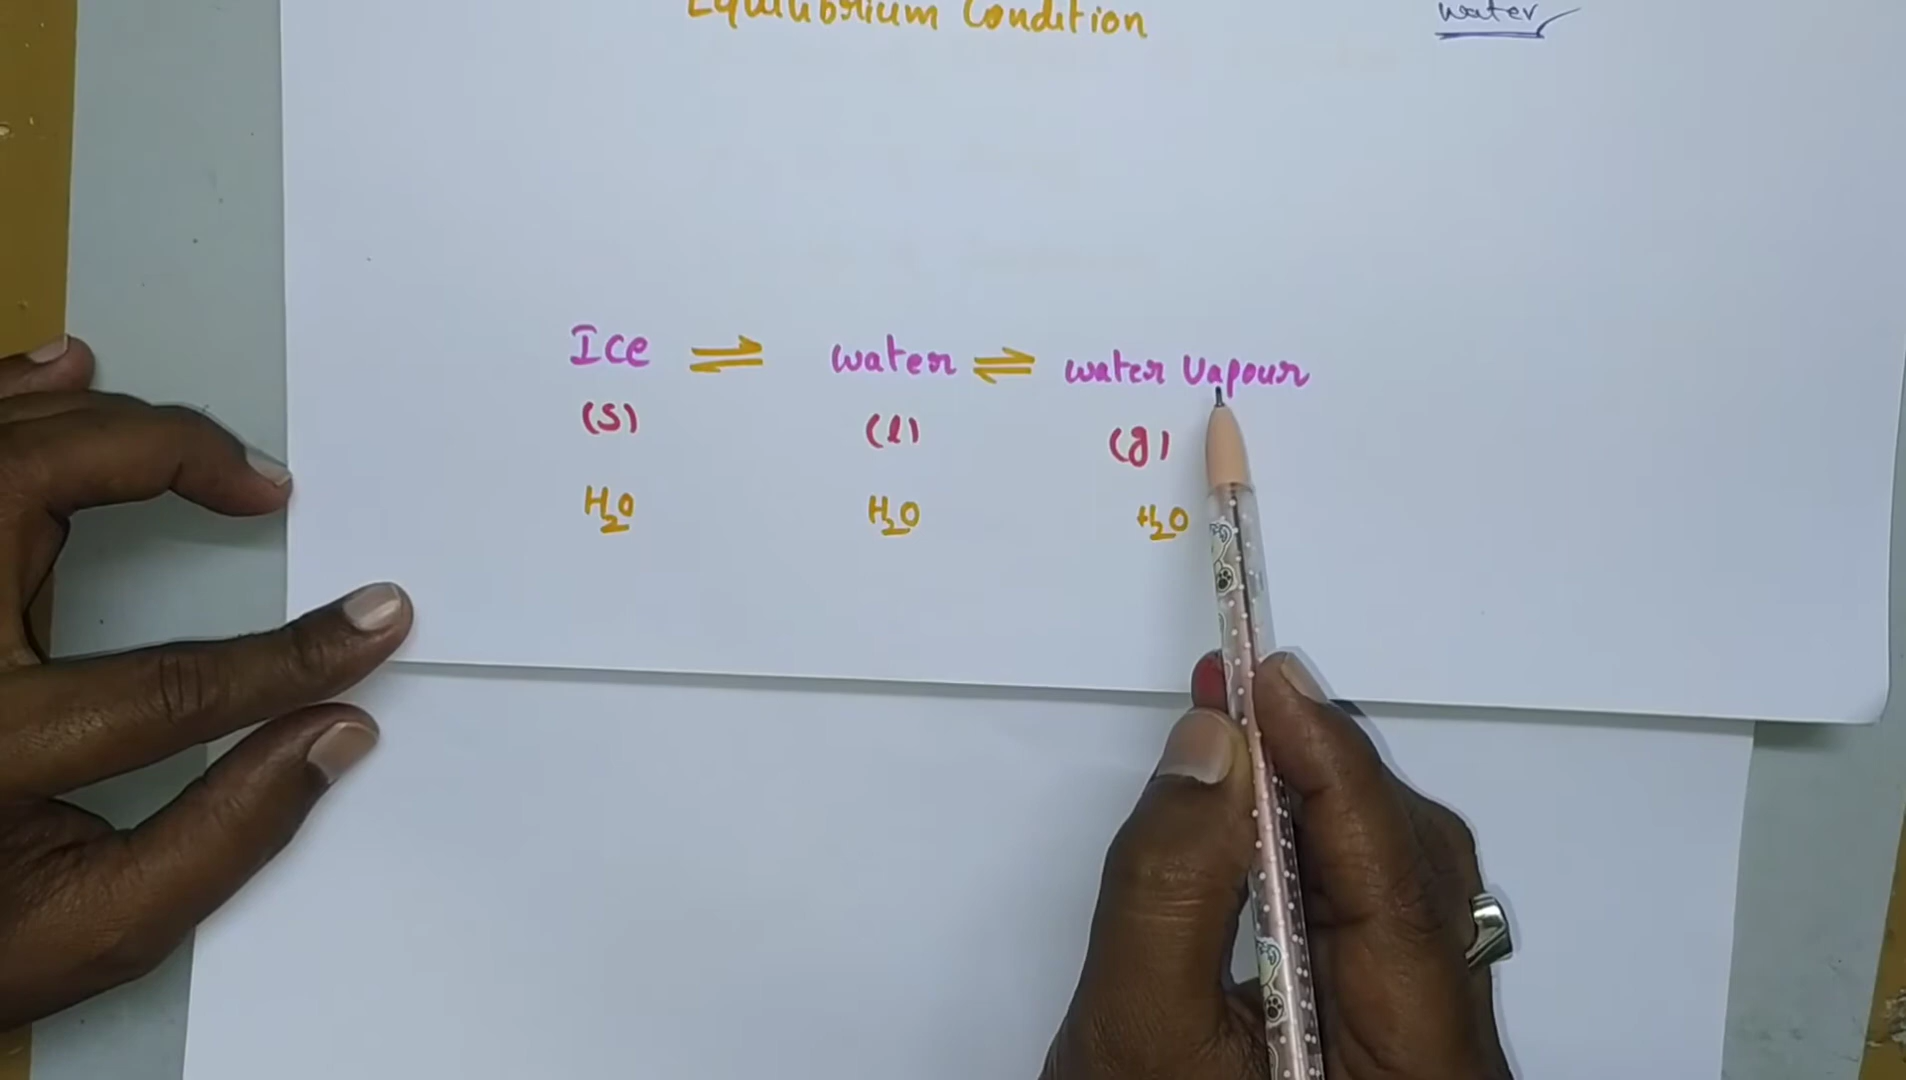 Equilibrium Condition
water
Ice ⇌ water ⇌ water Vapour
(s) (l) (g)
H2O H2O H2O